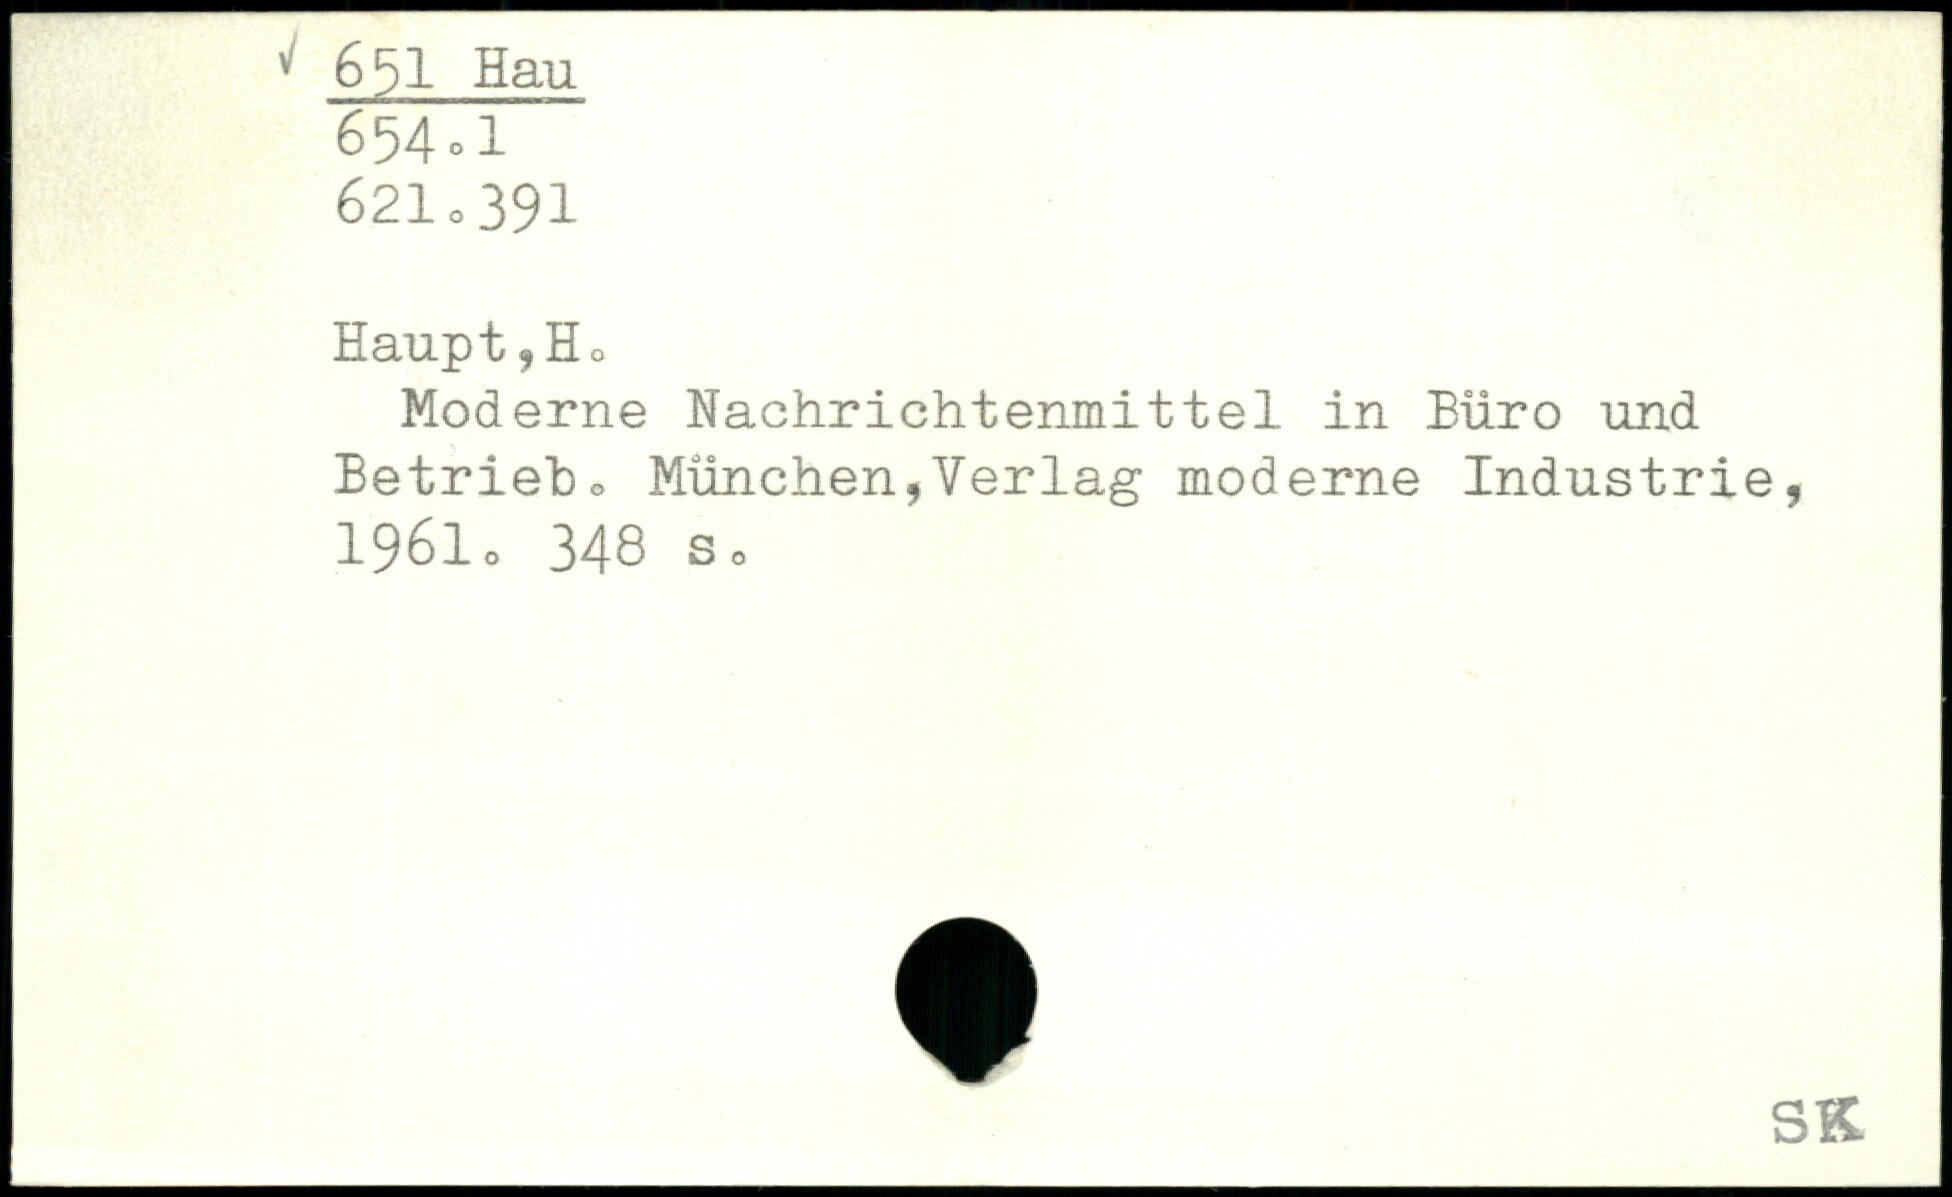 ✓ 651 Hau
654.1
621.391
Haupt,H.
Moderne Nachrichtenmittel in Büro und
Betrieb. München,Verlag moderne Industrie,
1961. 348 s.
SK